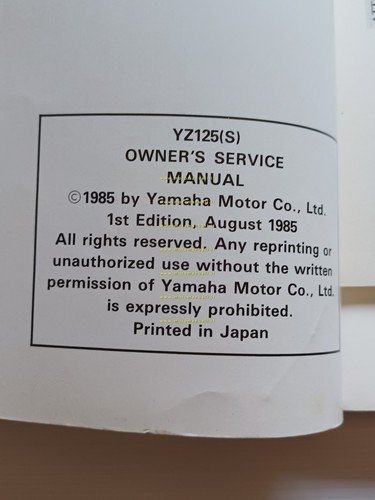 YZ125(S)
OWNER'S SERVICE
MANUAL
©1985 by Yamaha Motor Co., Ltd.
1st Edition, August 1985
All rights reserved. Any reprinting or
unauthorized use without the written
permission of Yamaha Motor Co., Ltd.
is expressly prohibited.
Printed in Japan